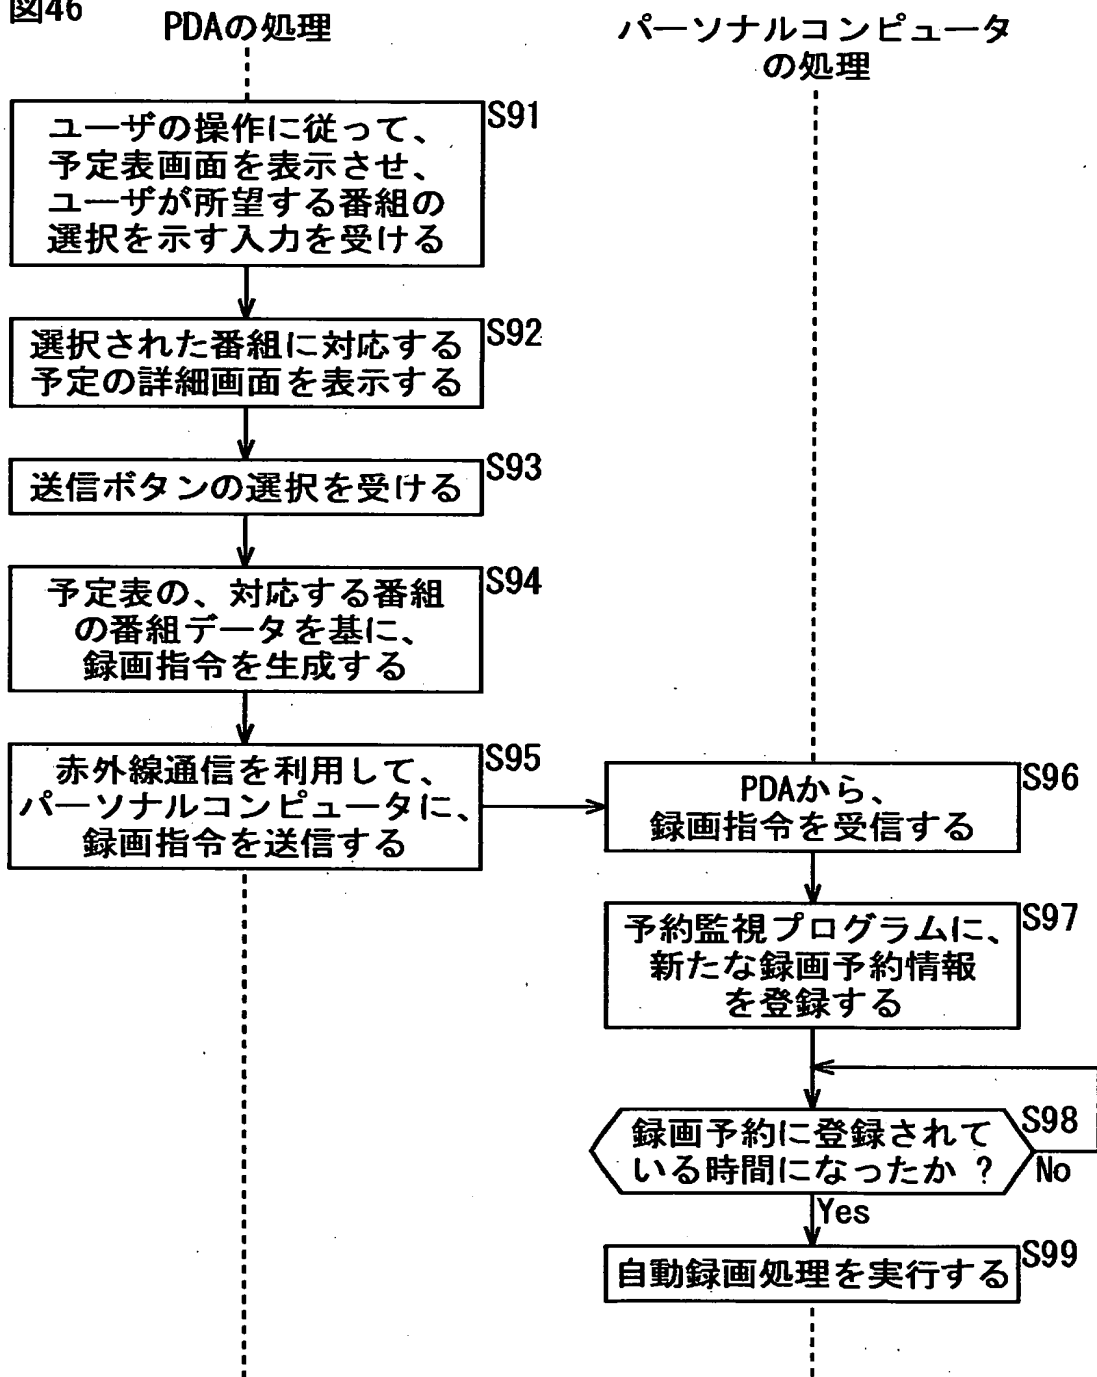 図46
PDAの処理
パーソナルコンピュータ
の処理
S91
ユーザの操作に従って、
予定表画面を表示させ、
ユーザが所望する番組の
選択を示す入力を受ける
S92
選択された番組に対応する
予定の詳細画面を表示する
S93
送信ボタンの選択を受ける
S94
予定表の、対応する番組
の番組データを基に、
録画指令を生成する
S95
赤外線通信を利用して、
パーソナルコンピュータに、
録画指令を送信する
S96
PDAから、
録画指令を受信する
S97
予約監視プログラムに、
新たな録画予約情報
を登録する
S98
録画予約に登録されて
いる時間になったか ?
No
Yes
S99
自動録画処理を実行する